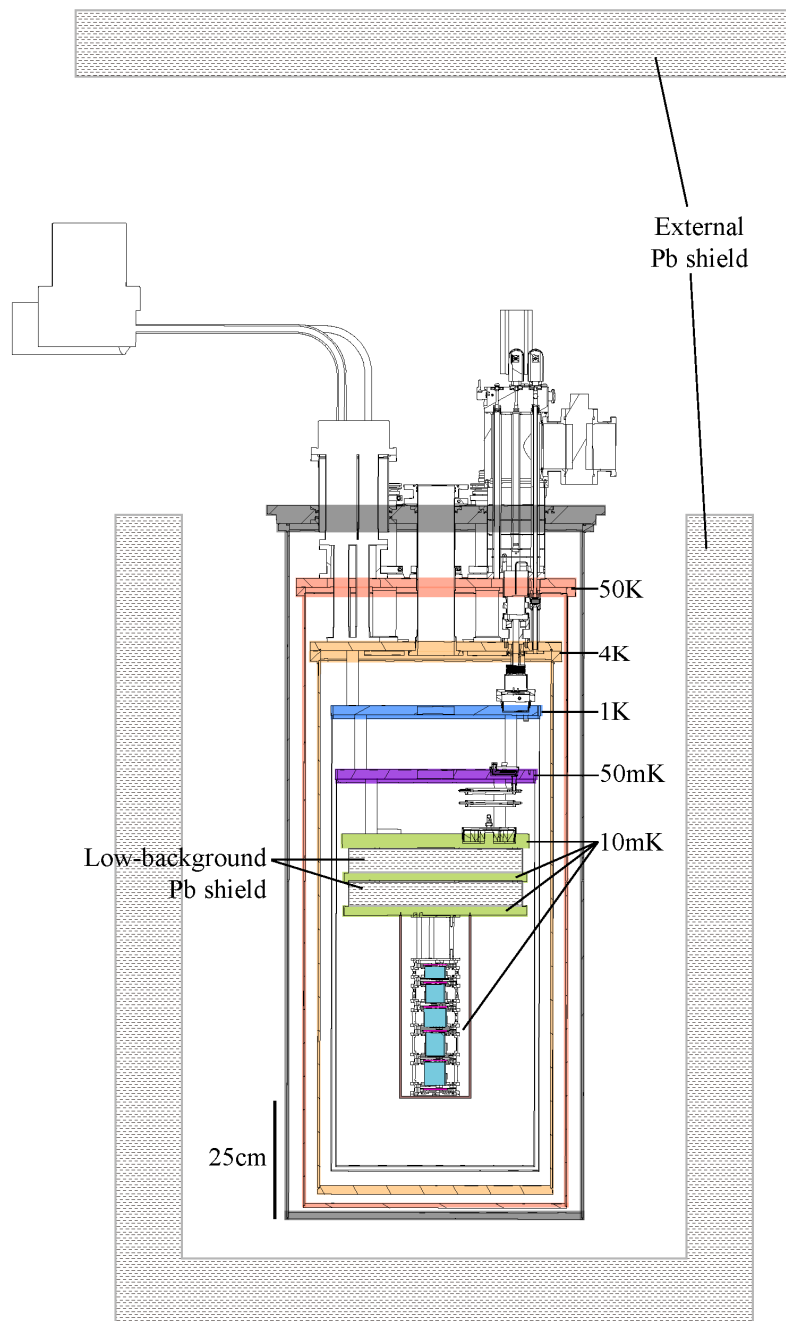 External
Pb shield
50K
4K
1K
50mK
10mK
Low-background
Pb shield
25cm